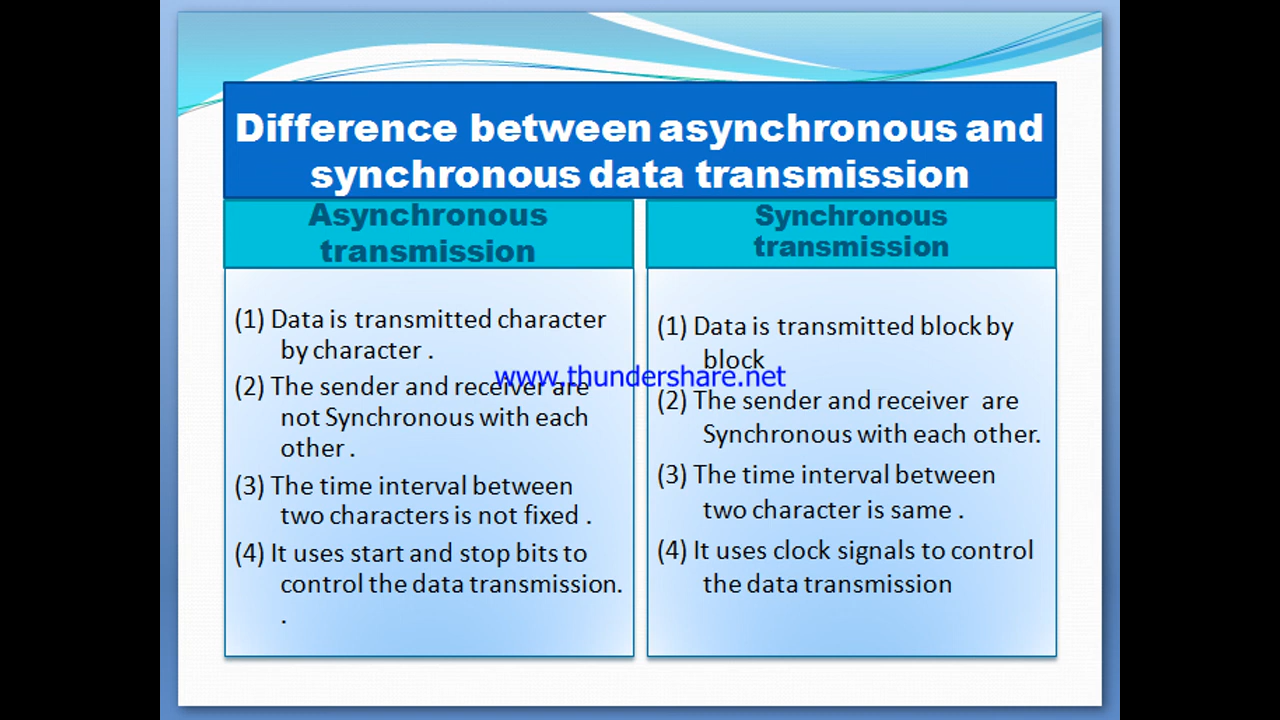 Difference between asynchronous and
synchronous data transmission
Asynchronous
transmission
(1) Data is transmitted character
by character .
(2) The sender and receiver are
not Synchronous with each
other .
(3) The time interval between
two characters is not fixed .
(4) It uses start and stop bits to
control the data transmission.
.
Synchronous
transmission
(1) Data is transmitted block by
block
(2) The sender and receiver are
Synchronous with each other.
(3) The time interval between
two character is same .
(4) It uses clock signals to control
the data transmission
www.thundershare.net